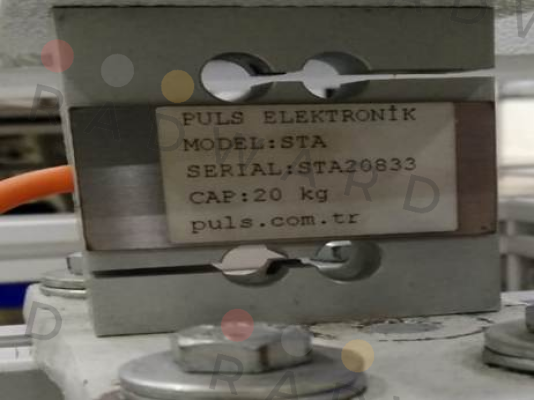 PULS ELEKTRONİK
MODEL:STA
SERIAL:STA20833
CAP:20 kg
puls.com.tr